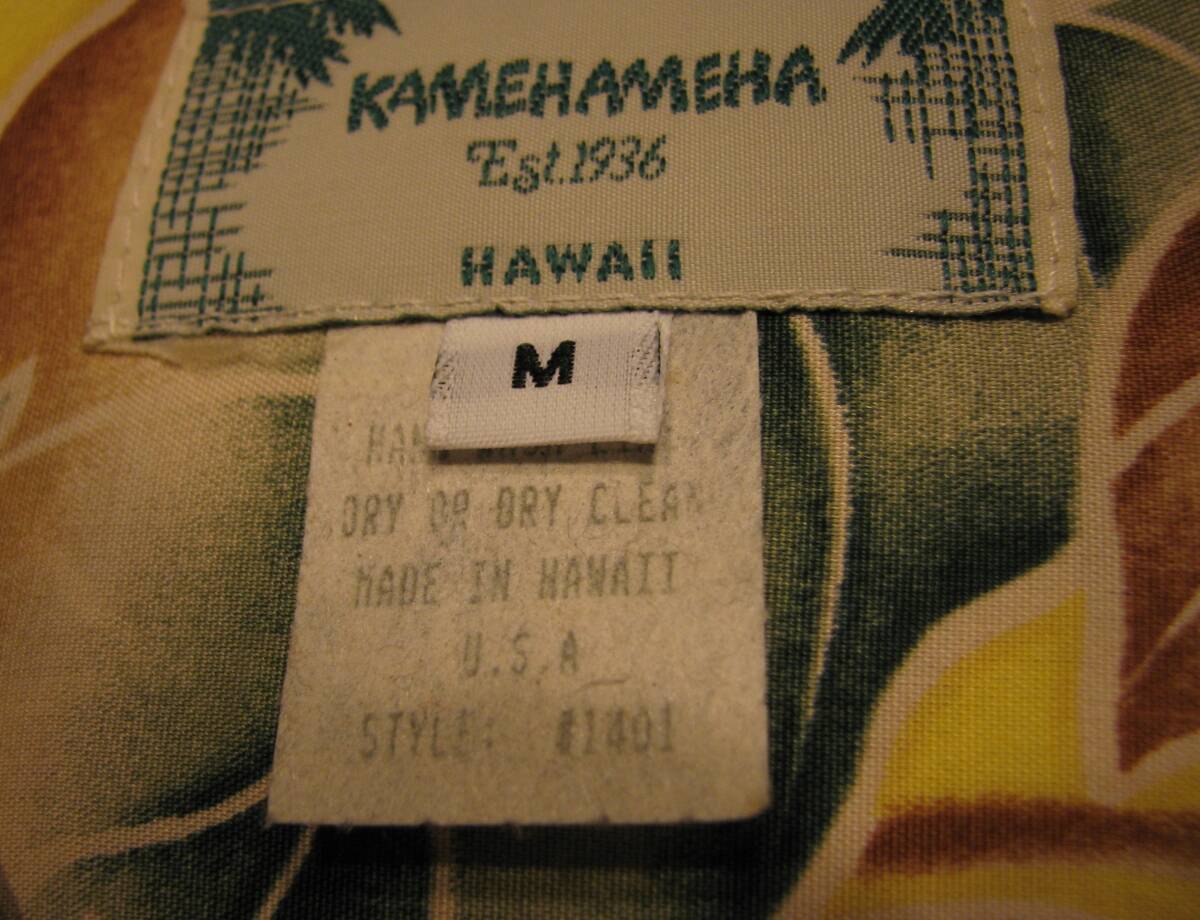 KAMEHAMEHA
Est.1936
HAWAII
M
DRY OR DRY CLEAN
MADE IN HAWAII
U.S.A
STYLE: #1401